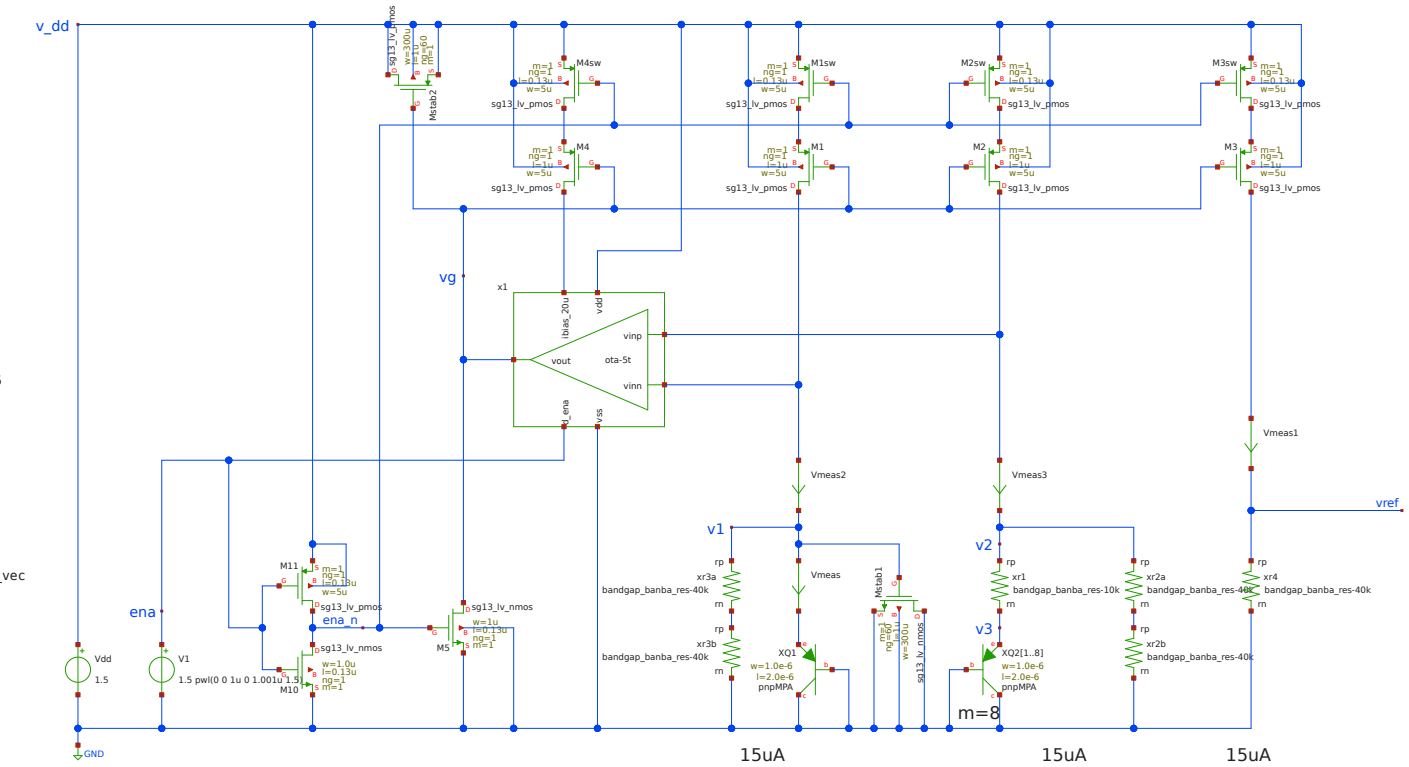 v_dd
sg13_lv_pmos
w=300u
l=1u
ng=60
m=1
D
B
S
G
Mstab2
M4sw
m=1
ng=1
l=0.13u
w=5u
S
B
G
D
sg13_lv_pmos
M1sw
m=1
ng=1
l=0.13u
w=5u
S
B
G
D
sg13_lv_pmos
M2sw
m=1
ng=1
l=0.13u
w=5u
S
B
G
D
sg13_lv_pmos
M3sw
m=1
ng=1
l=0.13u
w=5u
S
B
G
D
sg13_lv_pmos
M4
m=1
ng=1
l=1u
w=5u
S
B
G
D
sg13_lv_pmos
M1
m=1
ng=1
l=1u
w=5u
S
B
G
D
sg13_lv_pmos
M2
m=1
ng=1
l=1u
w=5u
S
B
G
D
sg13_lv_pmos
M3
m=1
ng=1
l=1u
w=5u
S
B
G
D
sg13_lv_pmos
vg
x1
ibias_20u
vdd
vinp
vout
ota-5t
vinn
d_ena
vss
Vmeas1
Vmeas2
Vmeas3
vref
v1
v2
_vec
M11
m=1
ng=1
l=0.13u
w=5u
S
G
B
D
sg13_lv_pmos
ena
ena_n
sg13_lv_nmos
D
w=1.0u
l=0.13u
ng=1
m=1
G
B
S
M10
sg13_lv_nmos
D
w=1u
l=0.13u
ng=1
m=1
G
B
S
M5
Vdd
1.5
V1
1.5 pwl(0 0 1u 0 1.001u 1.5)
rp
xr3a
bandgap_banba_res-40k
rn
rp
xr3b
bandgap_banba_res-40k
rn
Vmeas
Mstab1
G
S
B
D
m=1
ng=60
l=1u
w=300u
sg13_lv_nmos
XQ1
w=1.0e-6
l=2.0e-6
pnpMPA
e
b
c
rp
xr1
bandgap_banba_res-10k
rn
v3
XQ2[1..8]
w=1.0e-6
l=2.0e-6
pnpMPA
e
b
c
m=8
rp
xr2a
bandgap_banba_res-40k
rn
rp
xr2b
bandgap_banba_res-40k
rn
rp
xr4
bandgap_banba_res-40k
rn
GND
15uA
15uA
15uA